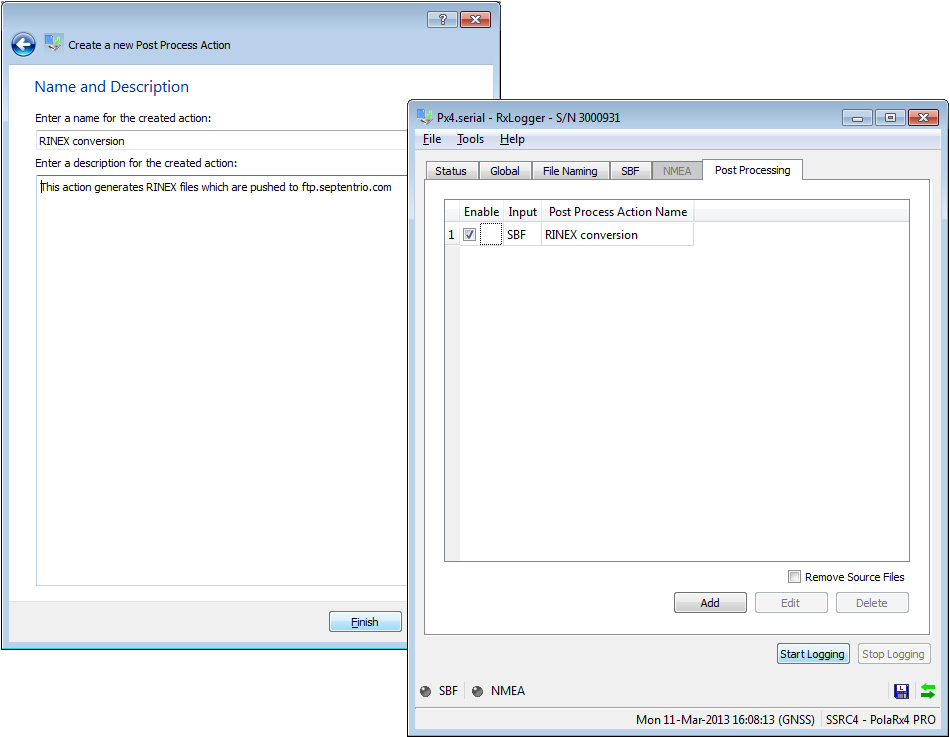 Create a new Post Process Action
Name and Description
Enter a name for the created action:
RINEX conversion
Enter a description for the created action:
This action generates RINEX files which are pushed to ftp.septentrio.com
Finish
Px4.serial - RxLogger - S/N 3000931
File Tools Help
Status Global File Naming SBF NMEA Post Processing
Enable Input Post Process Action Name
1 SBF RINEX conversion
Remove Source Files
Add Edit Delete
Start Logging Stop Logging
SBF NMEA
Mon 11-Mar-2013 16:08:13 (GNSS) SSRC4 - PolaRx4 PRO